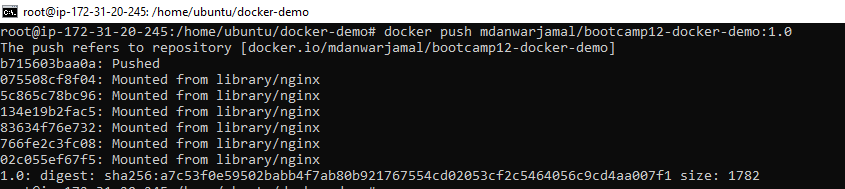 root@ip-172-31-20-245: /home/ubuntu/docker-demo
root@ip-172-31-20-245:/home/ubuntu/docker-demo# docker push mdanwarjamal/bootcamp12-docker-demo:1.0
The push refers to repository [docker.io/mdanwarjamal/bootcamp12-docker-demo]
b715603baa0a: Pushed
075508cf8f04: Mounted from library/nginx
5c865c78bc96: Mounted from library/nginx
134e19b2fac5: Mounted from library/nginx
83634f76e732: Mounted from library/nginx
766fe2c3fc08: Mounted from library/nginx
02c055ef67f5: Mounted from library/nginx
1.0: digest: sha256:a7c53f0e59502babb4f7ab80b921767554cd02053cf2c5464056c9cd4aa007f1 size: 1782